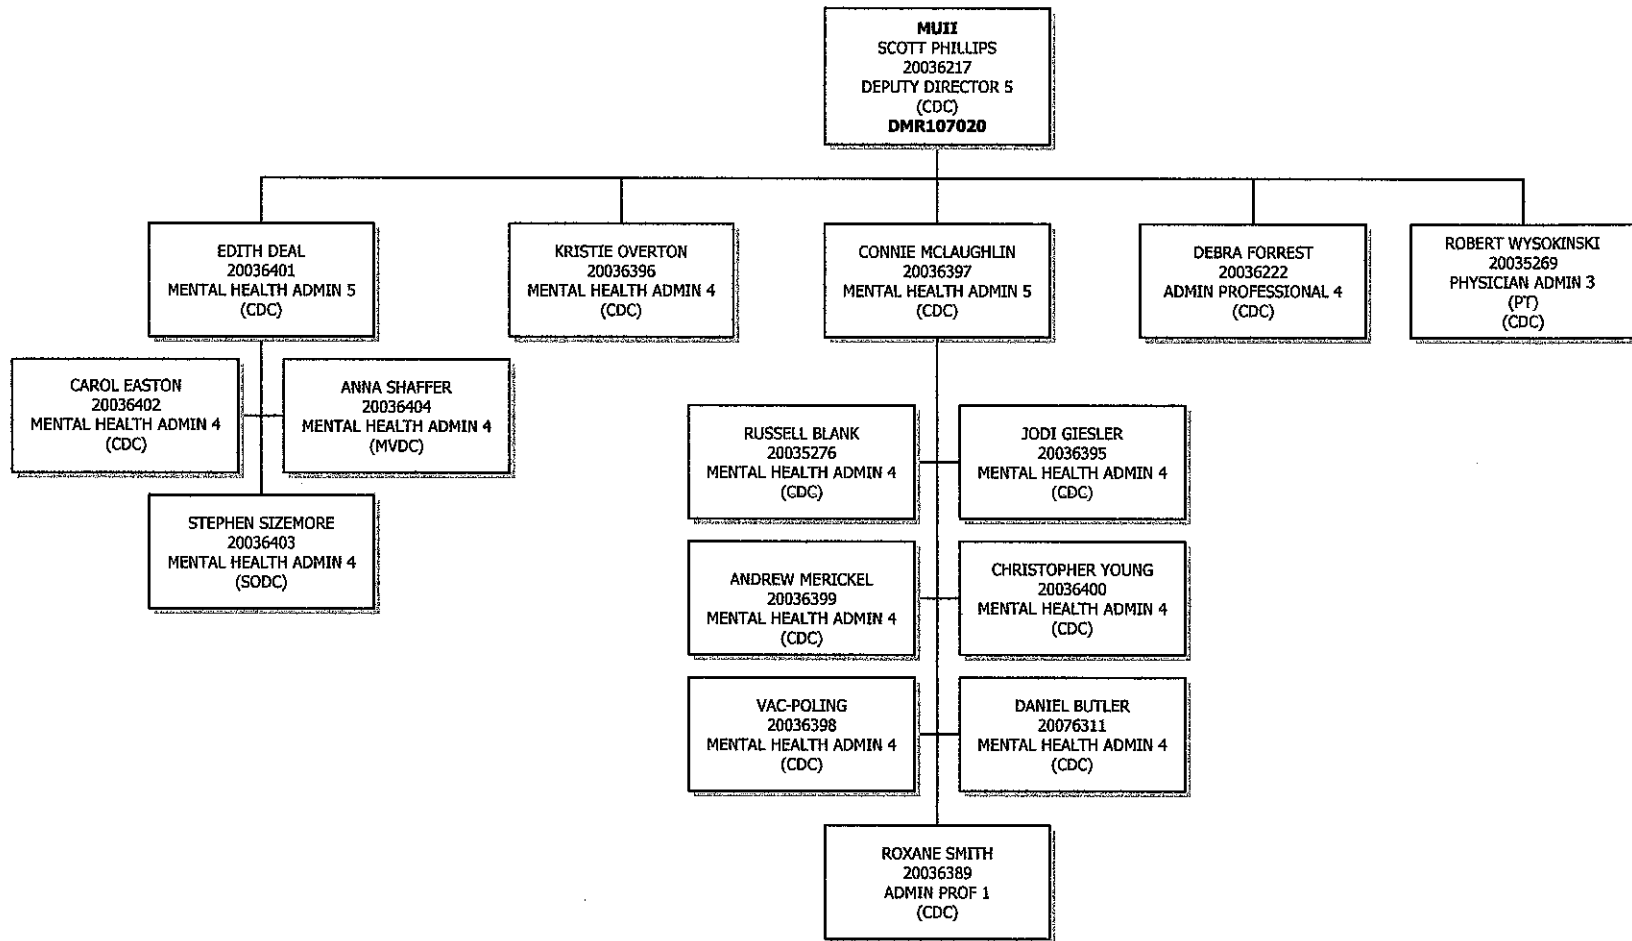 MUII
SCOTT PHILLIPS
20036217
DEPUTY DIRECTOR 5
(CDC)
DMR107020
EDITH DEAL
20036401
MENTAL HEALTH ADMIN 5
(CDC)
KRISTIE OVERTON
20036396
MENTAL HEALTH ADMIN 4
(CDC)
CONNIE MCLAUGHLIN
20036397
MENTAL HEALTH ADMIN 5
(CDC)
DEBRA FORREST
20036222
ADMIN PROFESSIONAL 4
(CDC)
ROBERT WYSOKINSKI
20035269
PHYSICIAN ADMIN 3
(PT)
(CDC)
CAROL EASTON
20036402
MENTAL HEALTH ADMIN 4
(CDC)
ANNA SHAFFER
20036404
MENTAL HEALTH ADMIN 4
(MVDC)
STEPHEN SIZEMORE
20036403
MENTAL HEALTH ADMIN 4
(SODC)
RUSSELL BLANK
20035276
MENTAL HEALTH ADMIN 4
(CDC)
JODI GIESLER
20036395
MENTAL HEALTH ADMIN 4
(CDC)
ANDREW MERICKEL
20036399
MENTAL HEALTH ADMIN 4
(CDC)
CHRISTOPHER YOUNG
20036400
MENTAL HEALTH ADMIN 4
(CDC)
VAC-POLING
20036398
MENTAL HEALTH ADMIN 4
(CDC)
DANIEL BUTLER
20076311
MENTAL HEALTH ADMIN 4
(CDC)
ROXANE SMITH
20036389
ADMIN PROF 1
(CDC)